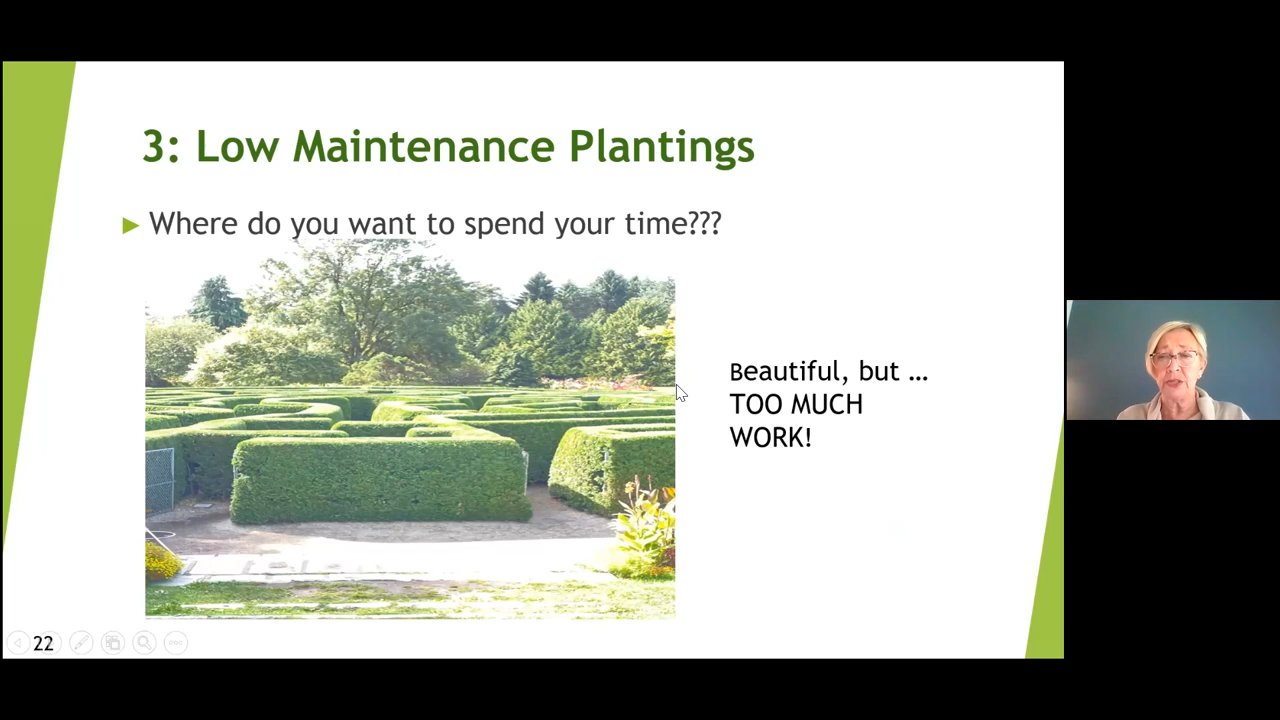 3: Low Maintenance Plantings
Where do you want to spend your time???
Beautiful, but …
TOO MUCH
WORK!
22